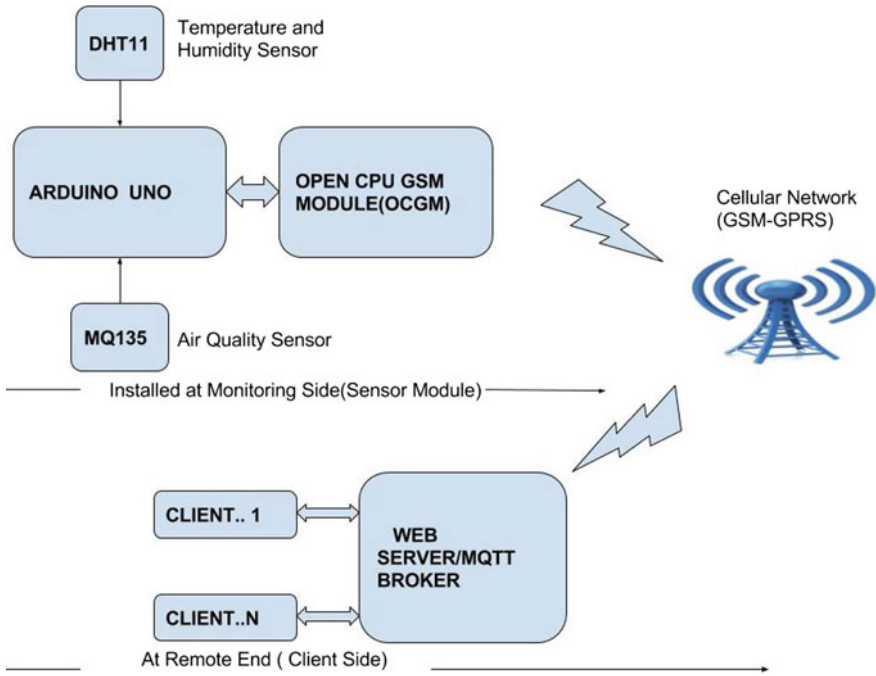 DHT11
Temperature and
Humidity Sensor
ARDUINO UNO
OPEN CPU GSM
MODULE(OCGM)
Cellular Network
(GSM-GPRS)
MQ135
Air Quality Sensor
Installed at Monitoring Side(Sensor Module)
CLIENT.. 1
WEB
SERVER/MQTT
BROKER
CLIENT..N
At Remote End ( Client Side)